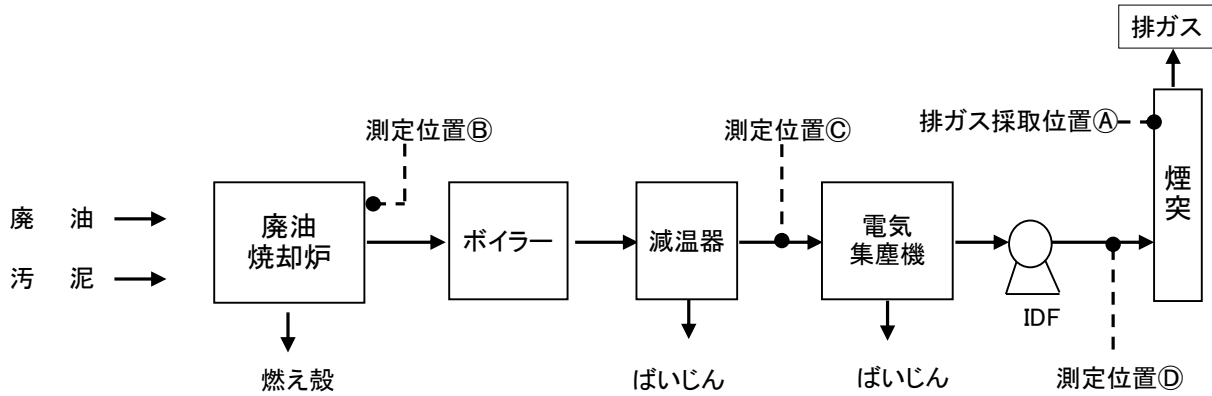 排ガス
測定位置Ⓑ
測定位置Ⓒ
排ガス採取位置Ⓐ
廃　油
汚　泥
廃油
焼却炉
ボイラー
減温器
電気
集塵機
IDF
煙
突
燃え殻
ばいじん
ばいじん
測定位置Ⓓ